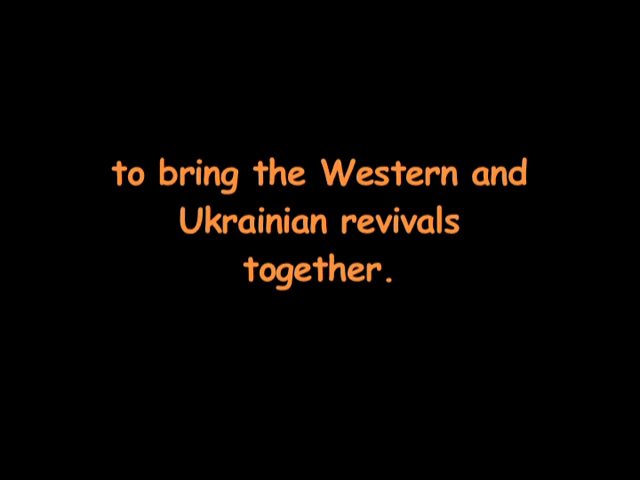 to bring the Western and
Ukrainian revivals
together.